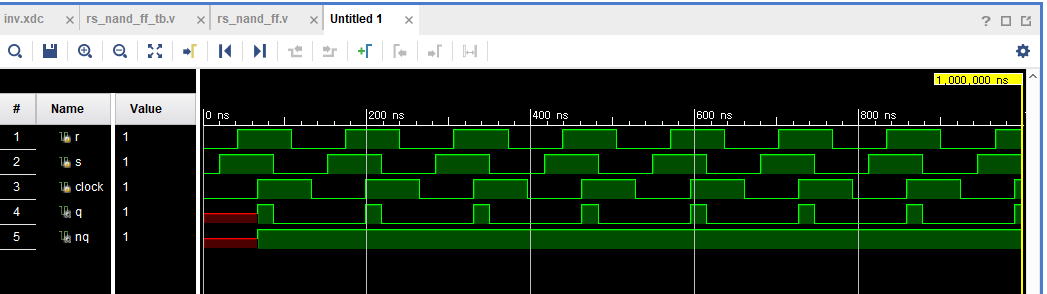 inv.xdc × rs_nand_ff_tb.v × rs_nand_ff.v × Untitled 1 ×
?
1,000.000 ns
# Name Value
0 ns 200 ns 400 ns 600 ns 800 ns
1 r 1
2 s 1
3 clock 1
4 q 1
5 nq 1